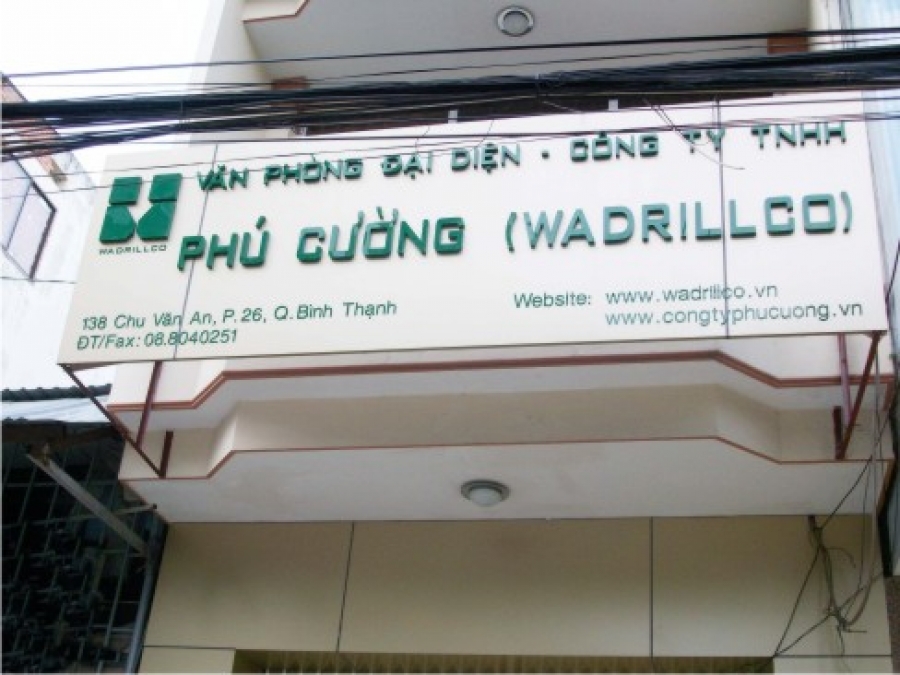 VĂN PHÒNG ĐẠI DIỆN - CÔNG TY TNHH
WADRILLCO
PHÚ CƯỜNG (WADRILLCO)
138 Chu Văn An, P.26, Q.Bình Thạnh
ĐT/Fax: 08.8040251
Website: www.wadrillco.vn
www.congtyphucuong.vn